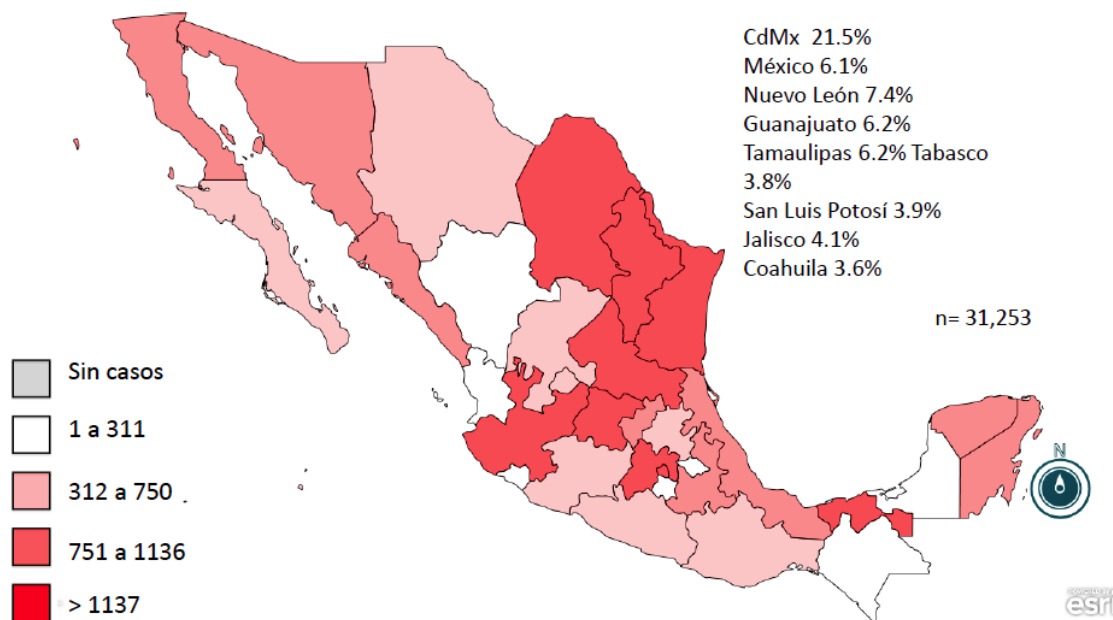 CdMx 21.5%
México 6.1%
Nuevo León 7.4%
Guanajuato 6.2%
Tamaulipas 6.2% Tabasco
3.8%
San Luis Potosí 3.9%
Jalisco 4.1%
Coahuila 3.6%
n= 31,253
Sin casos
1 a 311
312 a 750
751 a 1136
> 1137
N
esri